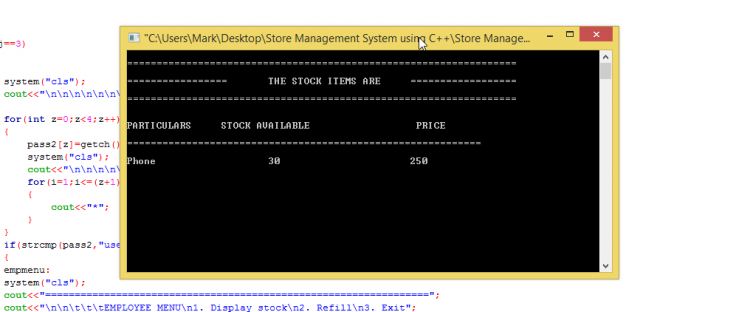 "C:\Users\Mark\Desktop\Store Management System using C++\Store Manage...
================================================================
================= THE STOCK ITEMS ARE =================
================================================================
PARTICULARS STOCK AVAILABLE PRICE
==========================================================
Phone 30 250
==3)
system("cls");
cout<<"\n\n\n\n\n\
for(int z=0;z<4;z++)
{
pass2[z]=getch()
system("cls");
cout<<"\n\n\n\
for(i=1;i<=(z+1)
{
cout<<"*";
}
}
if(strcmp(pass2,"use
{
empmenu:
system("cls");
cout<<"================================================================";
cout<<"\n\n\t\t\tEMPLOYEE MENU\n1. Display stock\n2. Refill\n3. Exit";